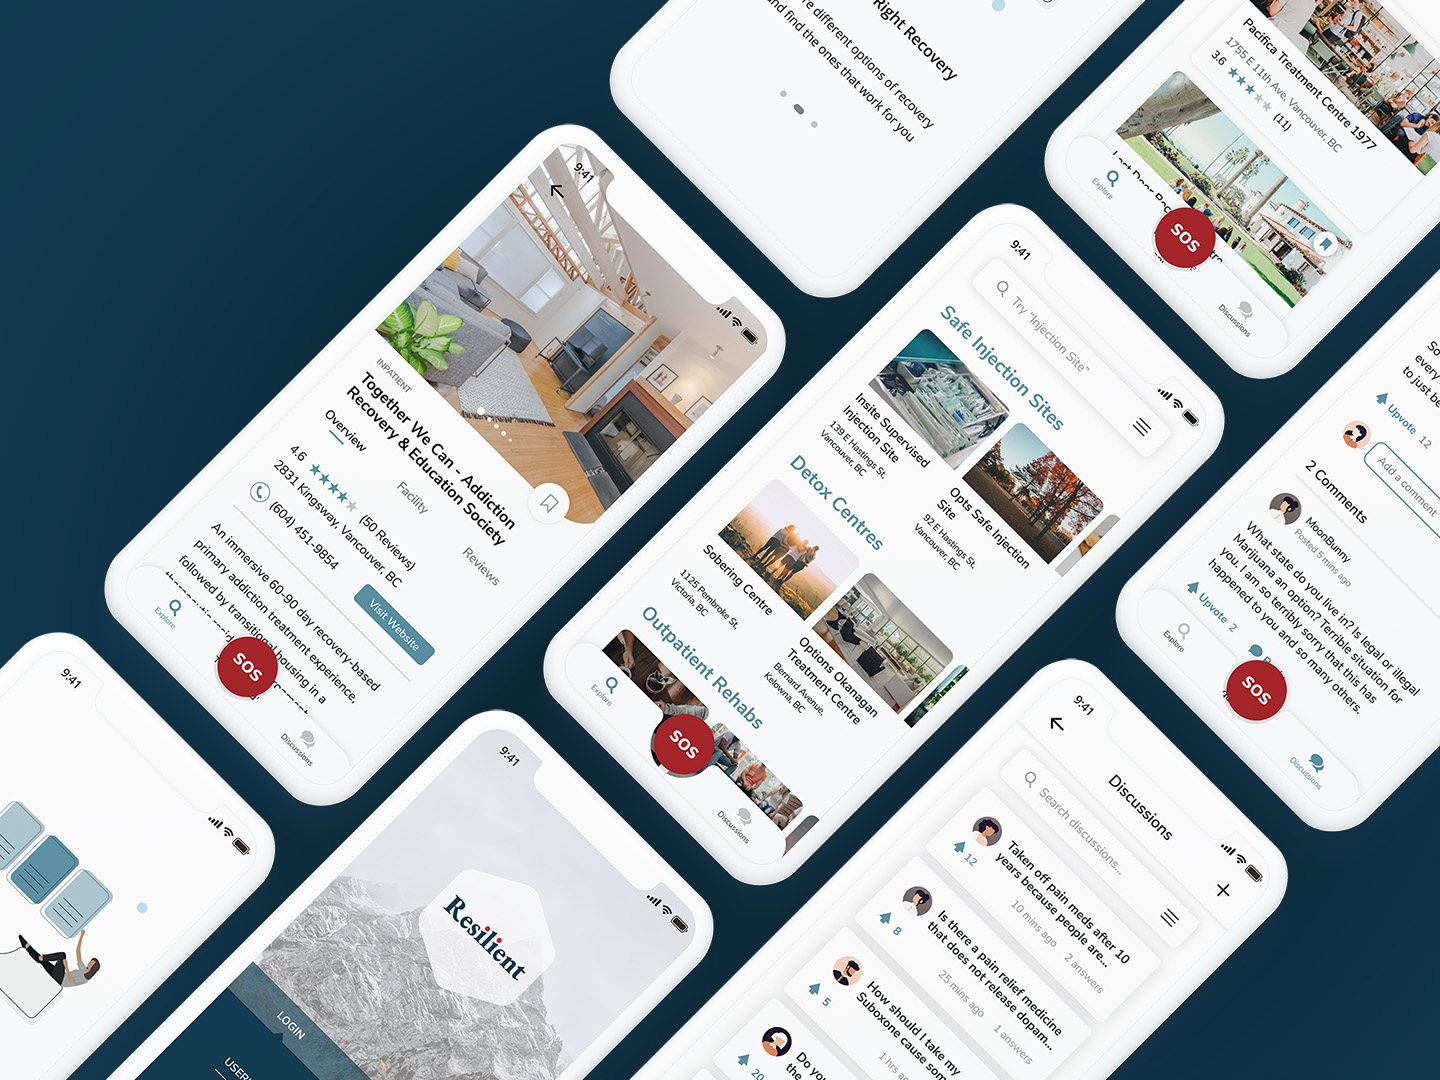 Right Recovery
different options of recovery
and find the ones that work for you
Pacifica Treatment Centre 1977
1755 E 11th Ave, Vancouver, BC
3.6
(11)
Explore
SOS
Discussions
9:41
INPATIENT
Together We Can - Addiction
Recovery & Education Society
Overview
Facility
Reviews
4.6
(50 Reviews)
2831 Kingsway, Vancouver, BC
(604) 451-9854
Visit Website
An immersive 60-90 day recovery-based
primary addiction treatment experience,
followed by transitional housing in a
Explore
SOS
Discussions
9:41
Try "Injection Site"
Safe Injection Sites
Insite Supervised
Injection Site
139 E Hastings St,
Vancouver, BC
Opts Safe Injection
Site
92 E Hastings St,
Vancouver, BC
Detox Centres
Sobering Centre
1125 Pembroke St,
Victoria, BC
Options Okanagan
Treatment Centre
Bernard Avenue,
Kelowna, BC
Outpatient Rehabs
Explore
SOS
Discussions
So
every
to just be
Upvote 12
Add a comment
2 Comments
MoonBunny
Posted 5 mins ago
What state do you live in? Is legal or illegal
Marijuana an option? Terrible situation for
you. I am so terribly sorry that this has
happened to you and so many others.
Upvote 2
Explore
SOS
Discussions
9:41
9:41
Resilient
LOGIN
USER
9:41
Discussions
Search discussions...
Taken off pain meds after 10
years because people are...
12
10 mins ago
2 answers
Is there a pain relief medicine
that does not release dopam...
8
25 mins ago
1 answers
How should I take my
Suboxone cause som
5
1 hrs ag
Do you
the
20